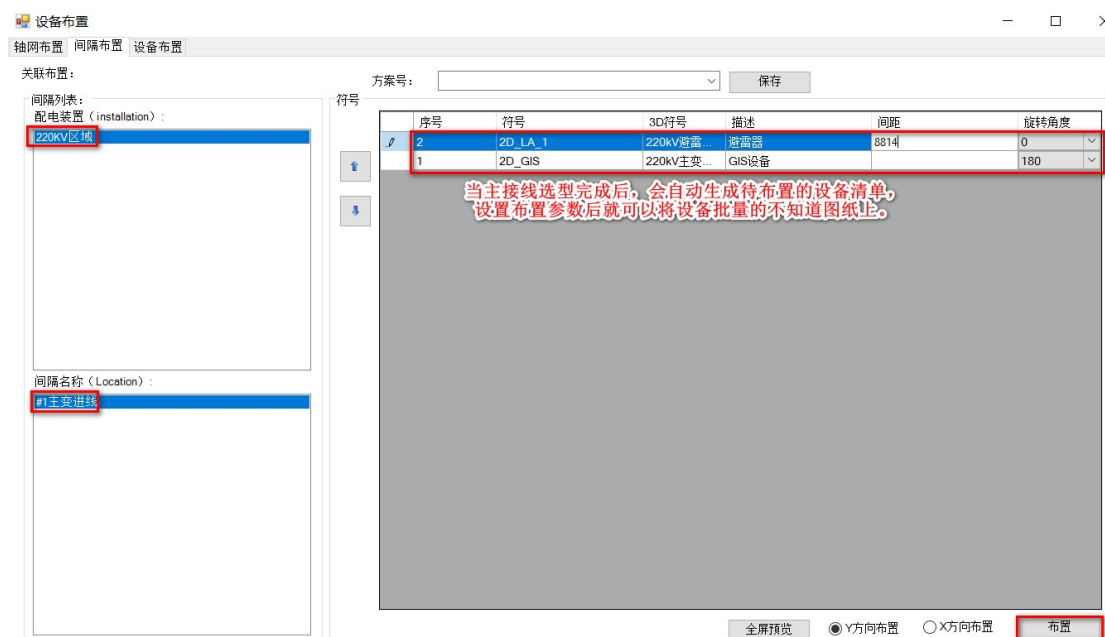 设备布置
轴网布置 间隔布置 设备布置
关联布置：
方案号： 保存
间隔列表：
配电装置（installation）：
220KV区域
符号
序号 符号 3D符号 描述 间距 旋转角度
2 2D_LA_1 220kV避雷... 避雷器 8814 0
1 2D_GIS 220kV主变... GIS设备 180
当主接线选型完成后，会自动生成待布置的设备清单，
设置布置参数后就可以将设备批量的不知道图纸上。
间隔名称（Location）：
#1主变进线
全屏预览 Y方向布置 X方向布置 布置